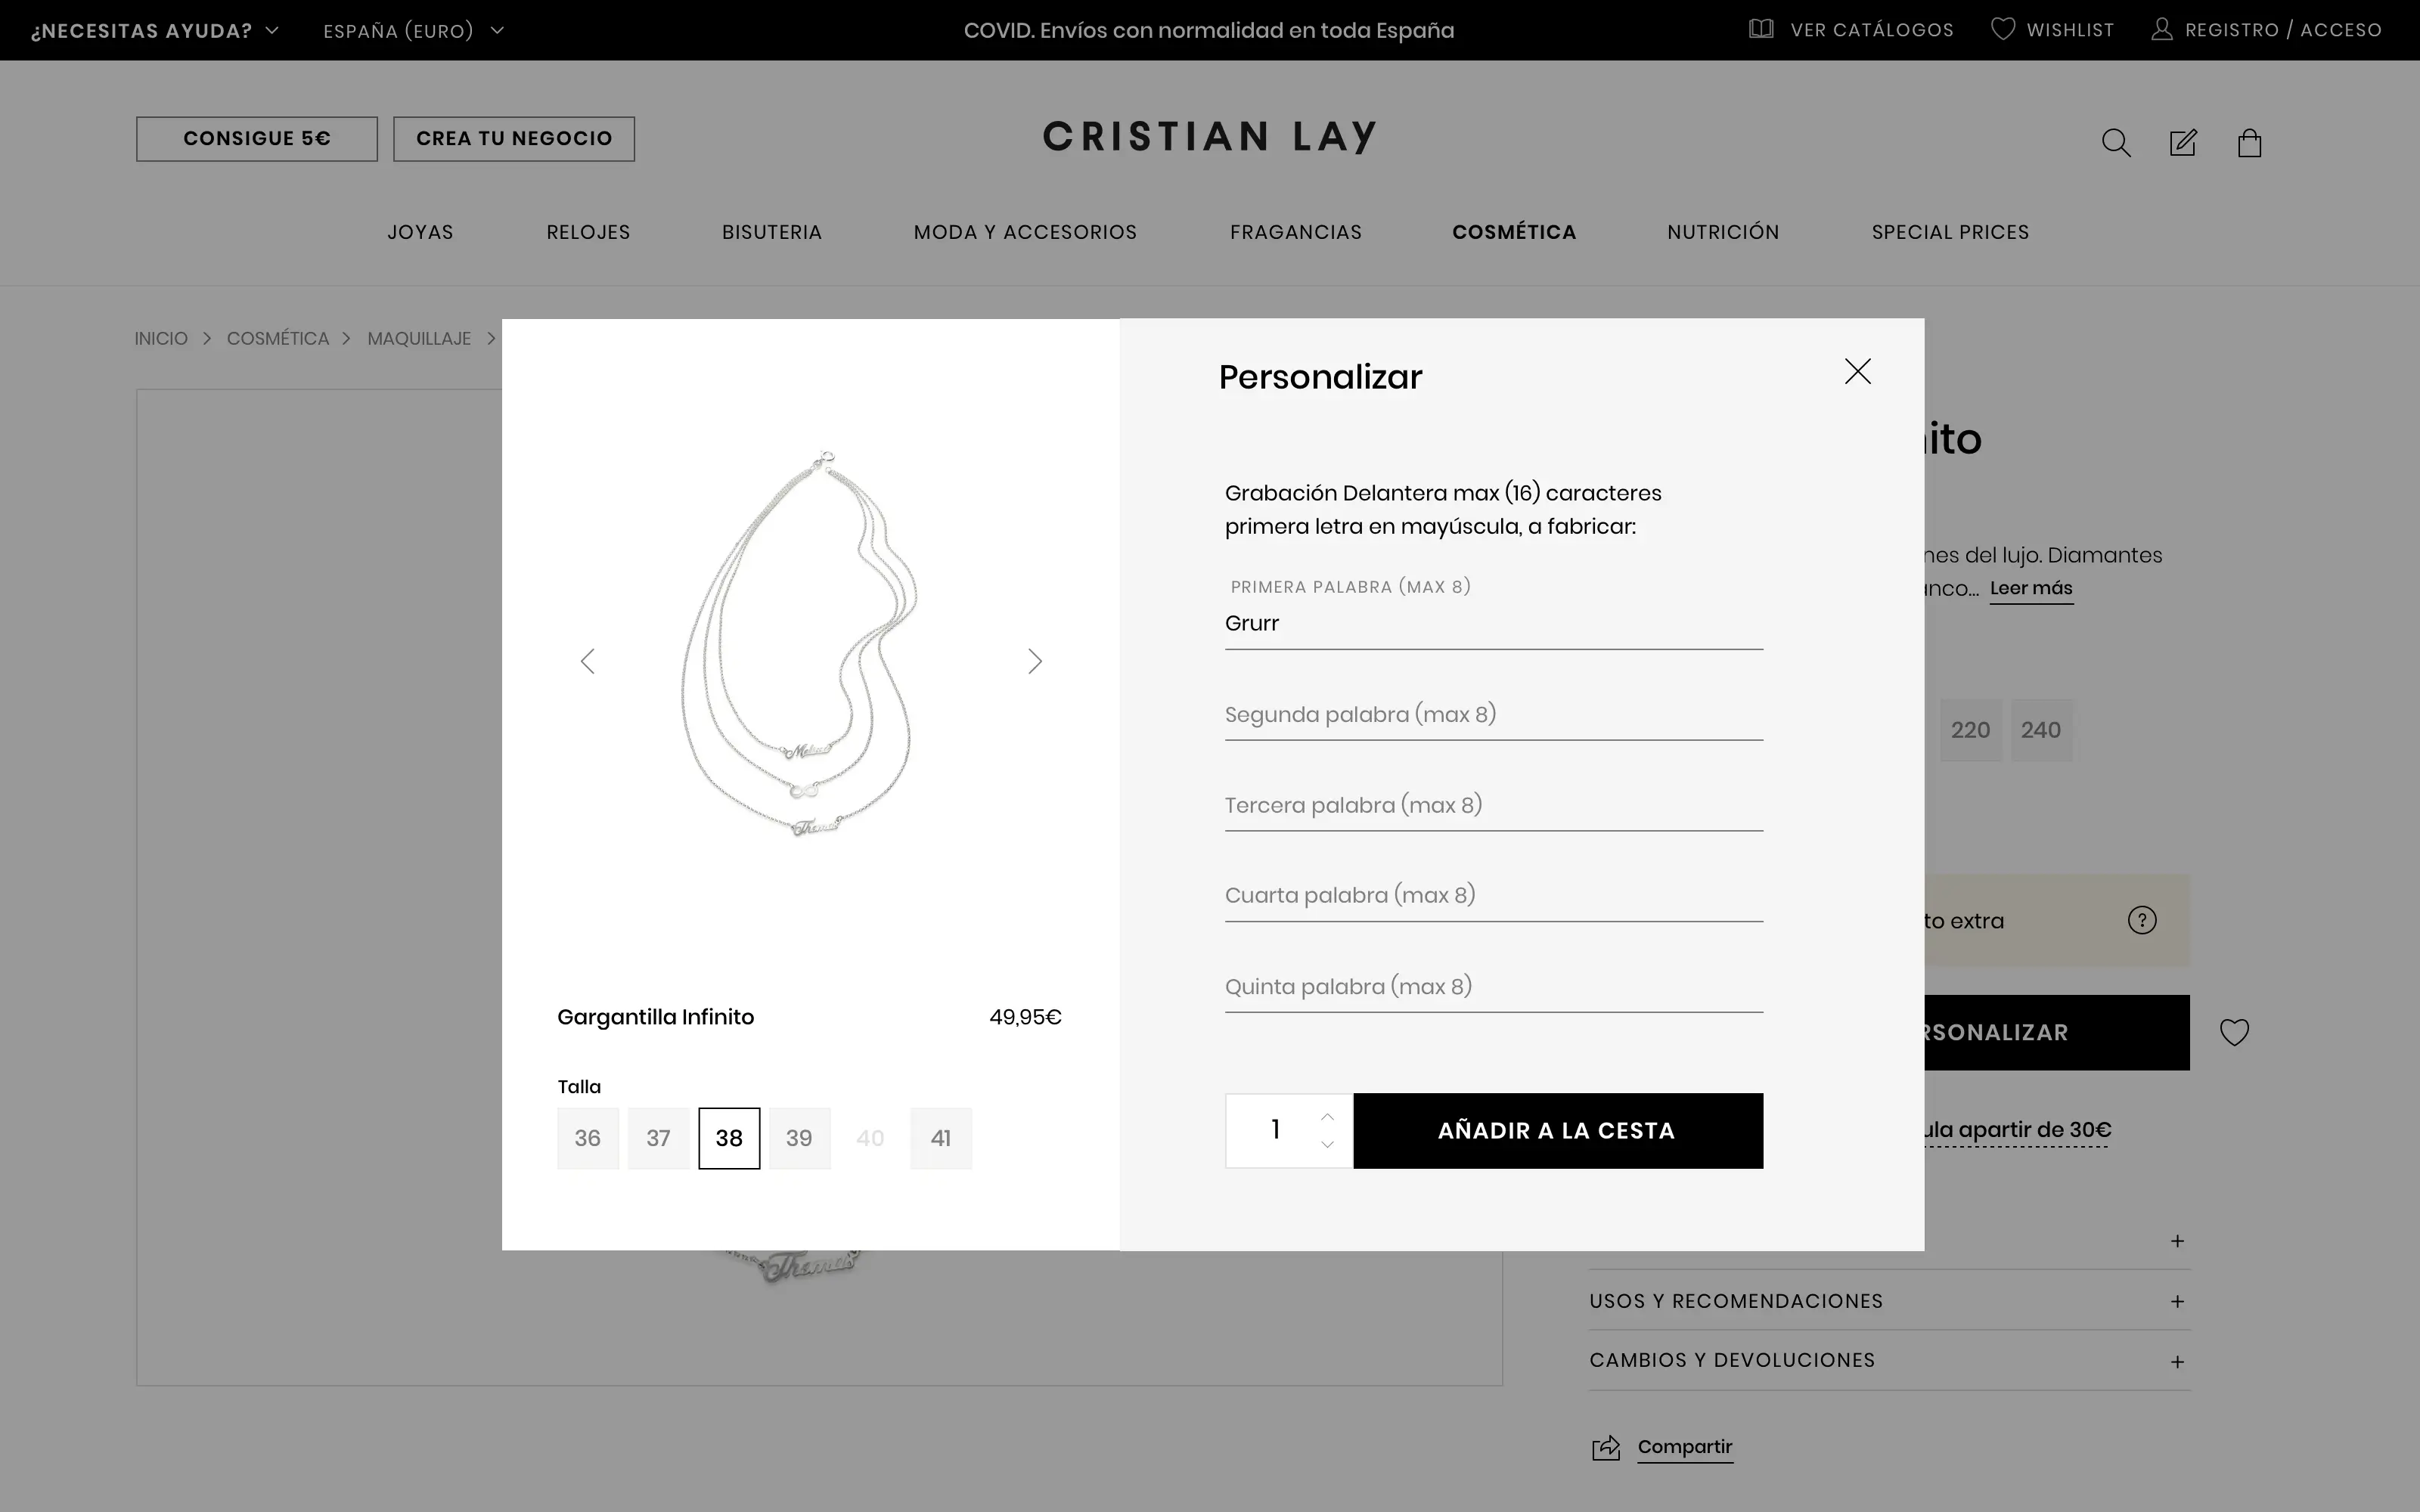 ¿NECESITAS AYUDA? ESPAÑA (EURO) COVID. Envíos con normalidad en toda España VER CATÁLOGOS WISHLIST REGISTRO / ACCESO
CONSIGUE 5€ CREA TU NEGOCIO CRISTIAN LAY
JOYAS RELOJES BISUTERIA MODA Y ACCESORIOS FRAGANCIAS COSMÉTICA NUTRICIÓN SPECIAL PRICES
INICIO > COSMÉTICA > MAQUILLAJE >
Personalizar
nito
Grabación Delantera max (16) caracteres
primera letra en mayúscula, a fabricar:
nes del lujo. Diamantes
anco... Leer más
PRIMERA PALABRA (MAX 8)
Grurr
Segunda palabra (max 8)
220 240
Tercera palabra (max 8)
Cuarta palabra (max 8)
to extra ?
Quinta palabra (max 8)
Gargantilla Infinito 49,95€
RSONALIZAR
Talla
36 37 38 39 40 41
1 AÑADIR A LA CESTA
ula apartir de 30€
USOS Y RECOMENDACIONES +
CAMBIOS Y DEVOLUCIONES +
Compartir